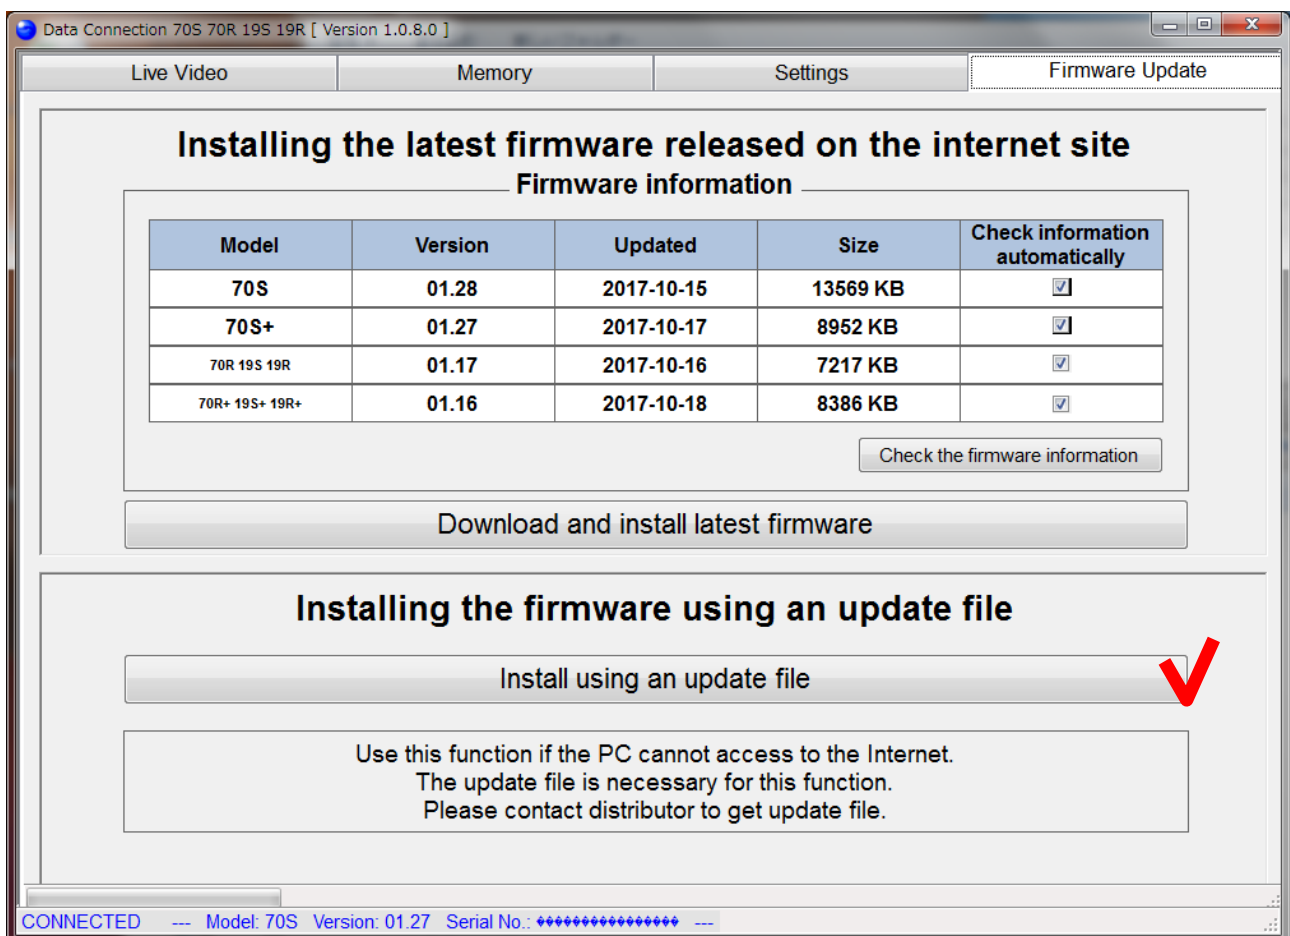 Data Connection 70S 70R 19S 19R [ Version 1.0.8.0 ]
Live Video Memory Settings Firmware Update
Installing the latest firmware released on the internet site
Firmware information
Model Version Updated Size Check information automatically
70S 01.28 2017-10-15 13569 KB
70S+ 01.27 2017-10-17 8952 KB
70R 19S 19R 01.17 2017-10-16 7217 KB
70R+ 19S+ 19R+ 01.16 2017-10-18 8386 KB
Check the firmware information
Download and install latest firmware
Installing the firmware using an update file
Install using an update file
Use this function if the PC cannot access to the Internet.
The update file is necessary for this function.
Please contact distributor to get update file.
CONNECTED --- Model: 70S Version: 01.27 Serial No.: ������������������ ---